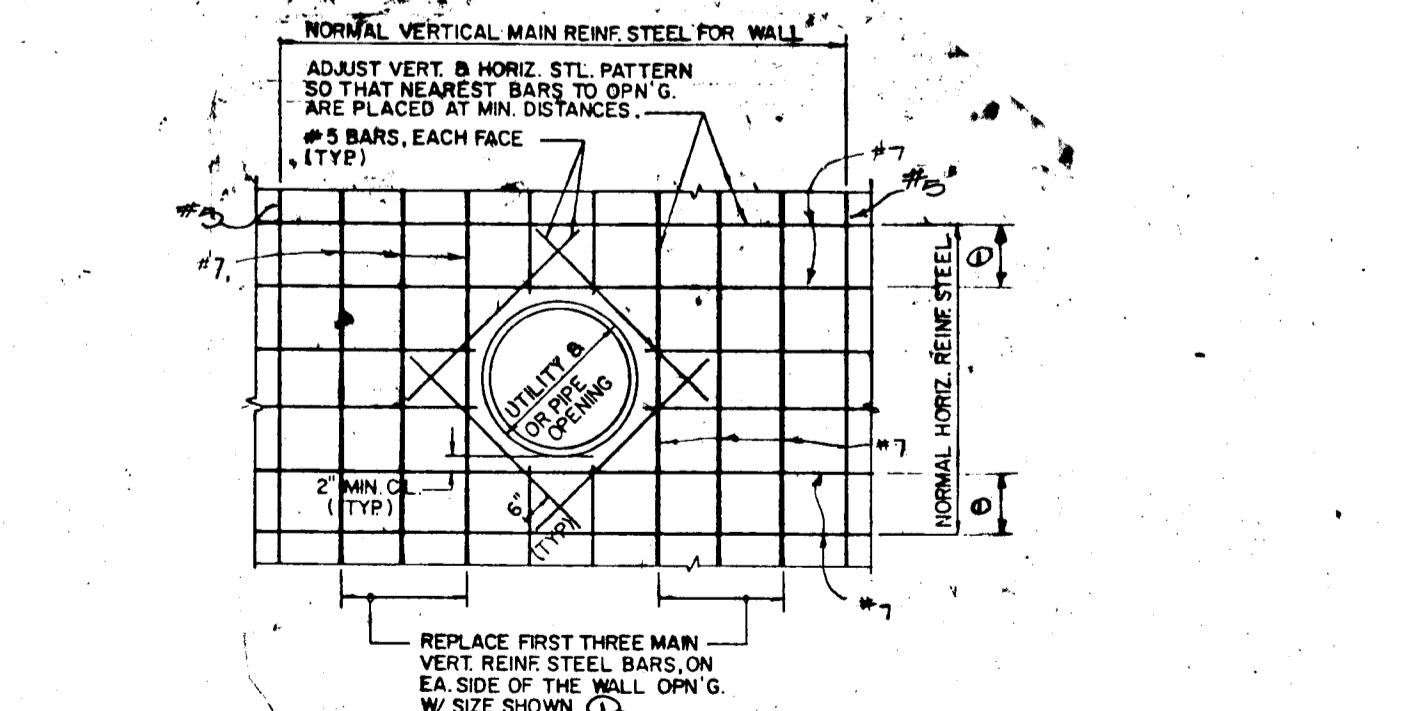 NORMAL VERTICAL MAIN REINF. STEEL FOR WALL
ADJUST VERT. & HORIZ. STL. PATTERN
SO THAT NEAREST BARS TO OPN'G.
ARE PLACED AT MIN. DISTANCES.
#5 BARS, EACH FACE
(TYP.)
#7
#5
#5
#7
①
NORMAL HORIZ. REINF. STEEL
UTILITY &
OR PIPE
OPENING
#7
2" MIN. CL.
(TYP.)
6"
(TYP)
#7
REPLACE FIRST THREE MAIN
VERT. REINF. STEEL BARS, ON
EA. SIDE OF THE WALL OPN'G.
W/ SIZE SHOWN ①